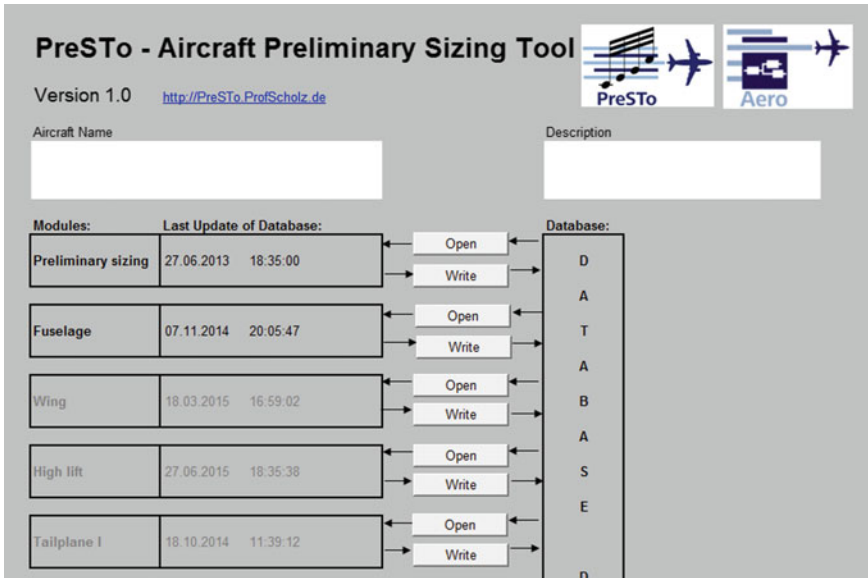 PreSTo - Aircraft Preliminary Sizing Tool
Version 1.0 http://PreSTo.ProfScholz.de
PreSTo
Aero
Aircraft Name Description
Modules: Last Update of Database: Database:
Open
Preliminary sizing 27.06.2013 18:35:00
Write
Open
Fuselage 07.11.2014 20:05:47
Write
Open
Wing 18.03.2015 16:59:02
Write
Open
High lift 27.06.2015 18:35:38
Write
Open
Tailplane I 18.10.2014 11:39:12
Write
D
A
T
A
B
A
S
E
D